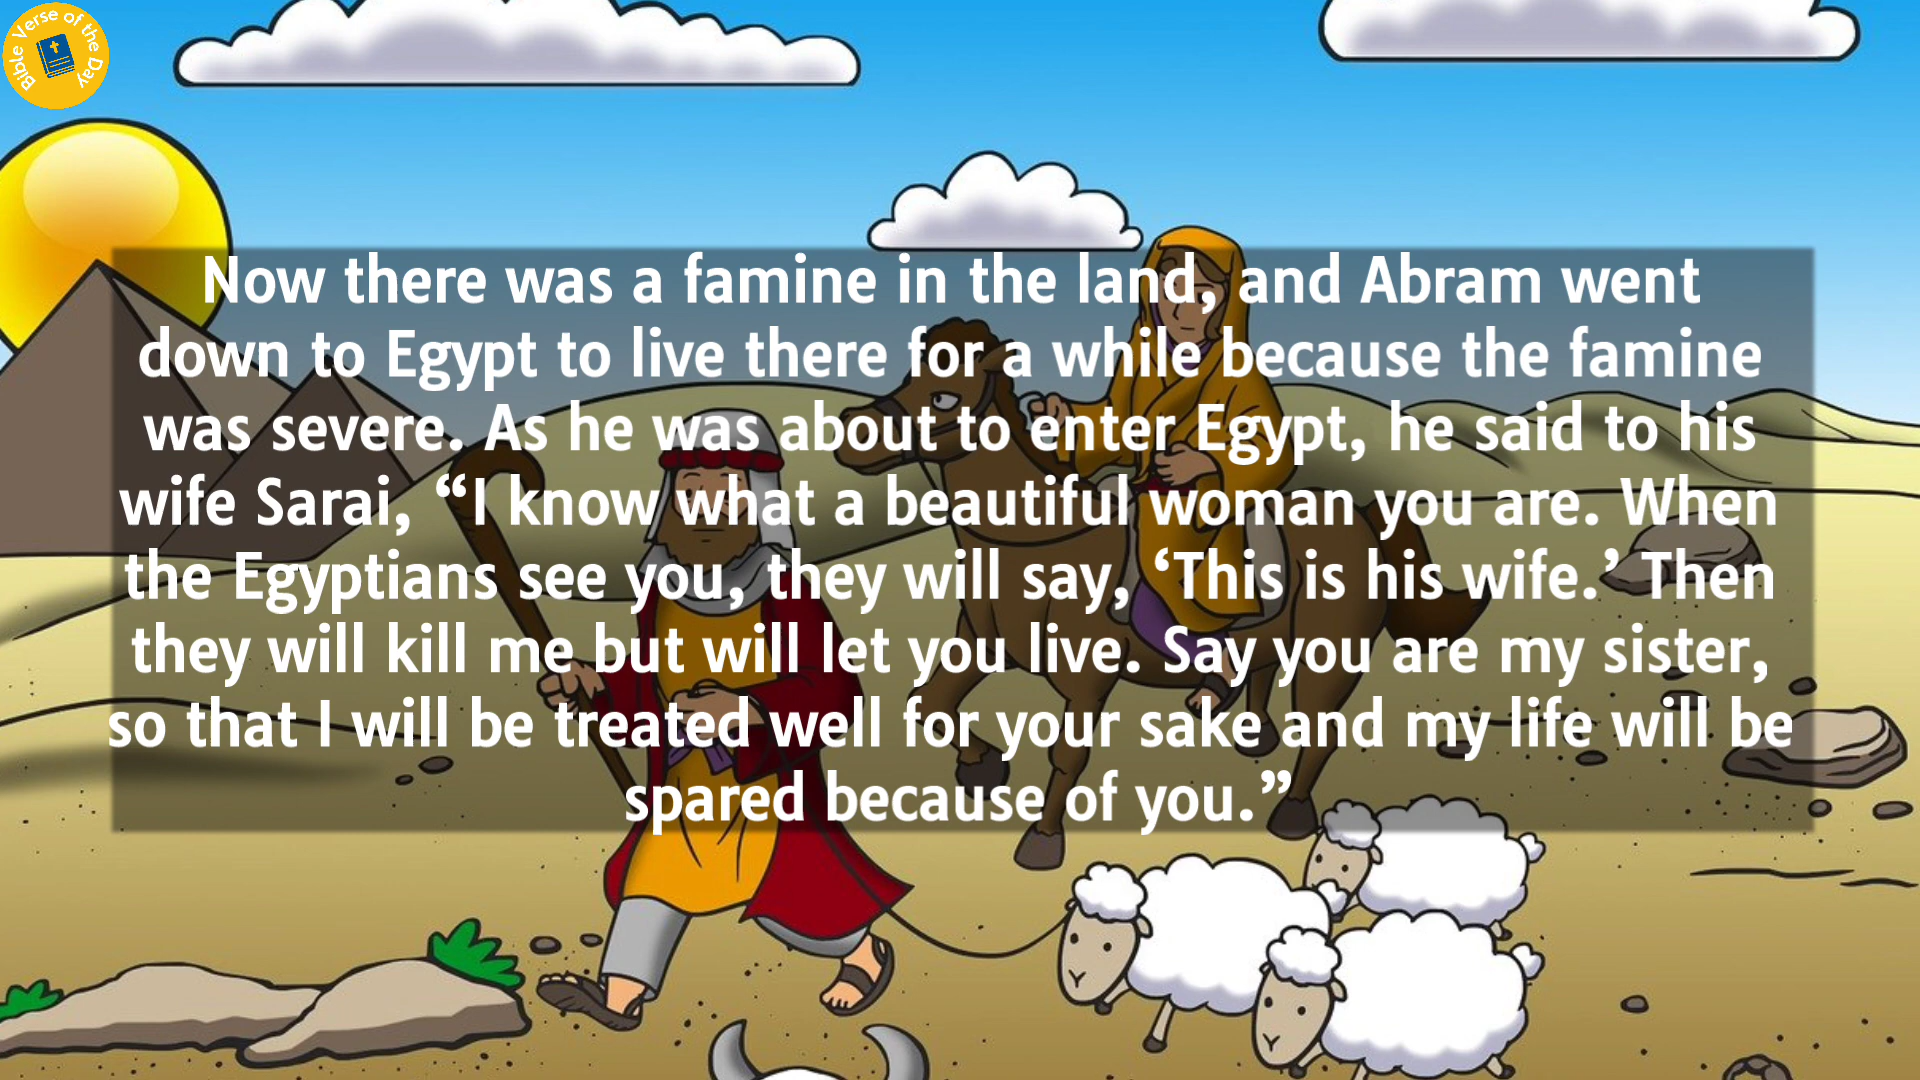 Bible Verse of the Day
Now there was a famine in the land, and Abram went
down to Egypt to live there for a while because the famine
was severe. As he was about to enter Egypt, he said to his
wife Sarai, “I know what a beautiful woman you are. When
the Egyptians see you, they will say, ‘This is his wife.’ Then
they will kill me but will let you live. Say you are my sister,
so that I will be treated well for your sake and my life will be
spared because of you.”